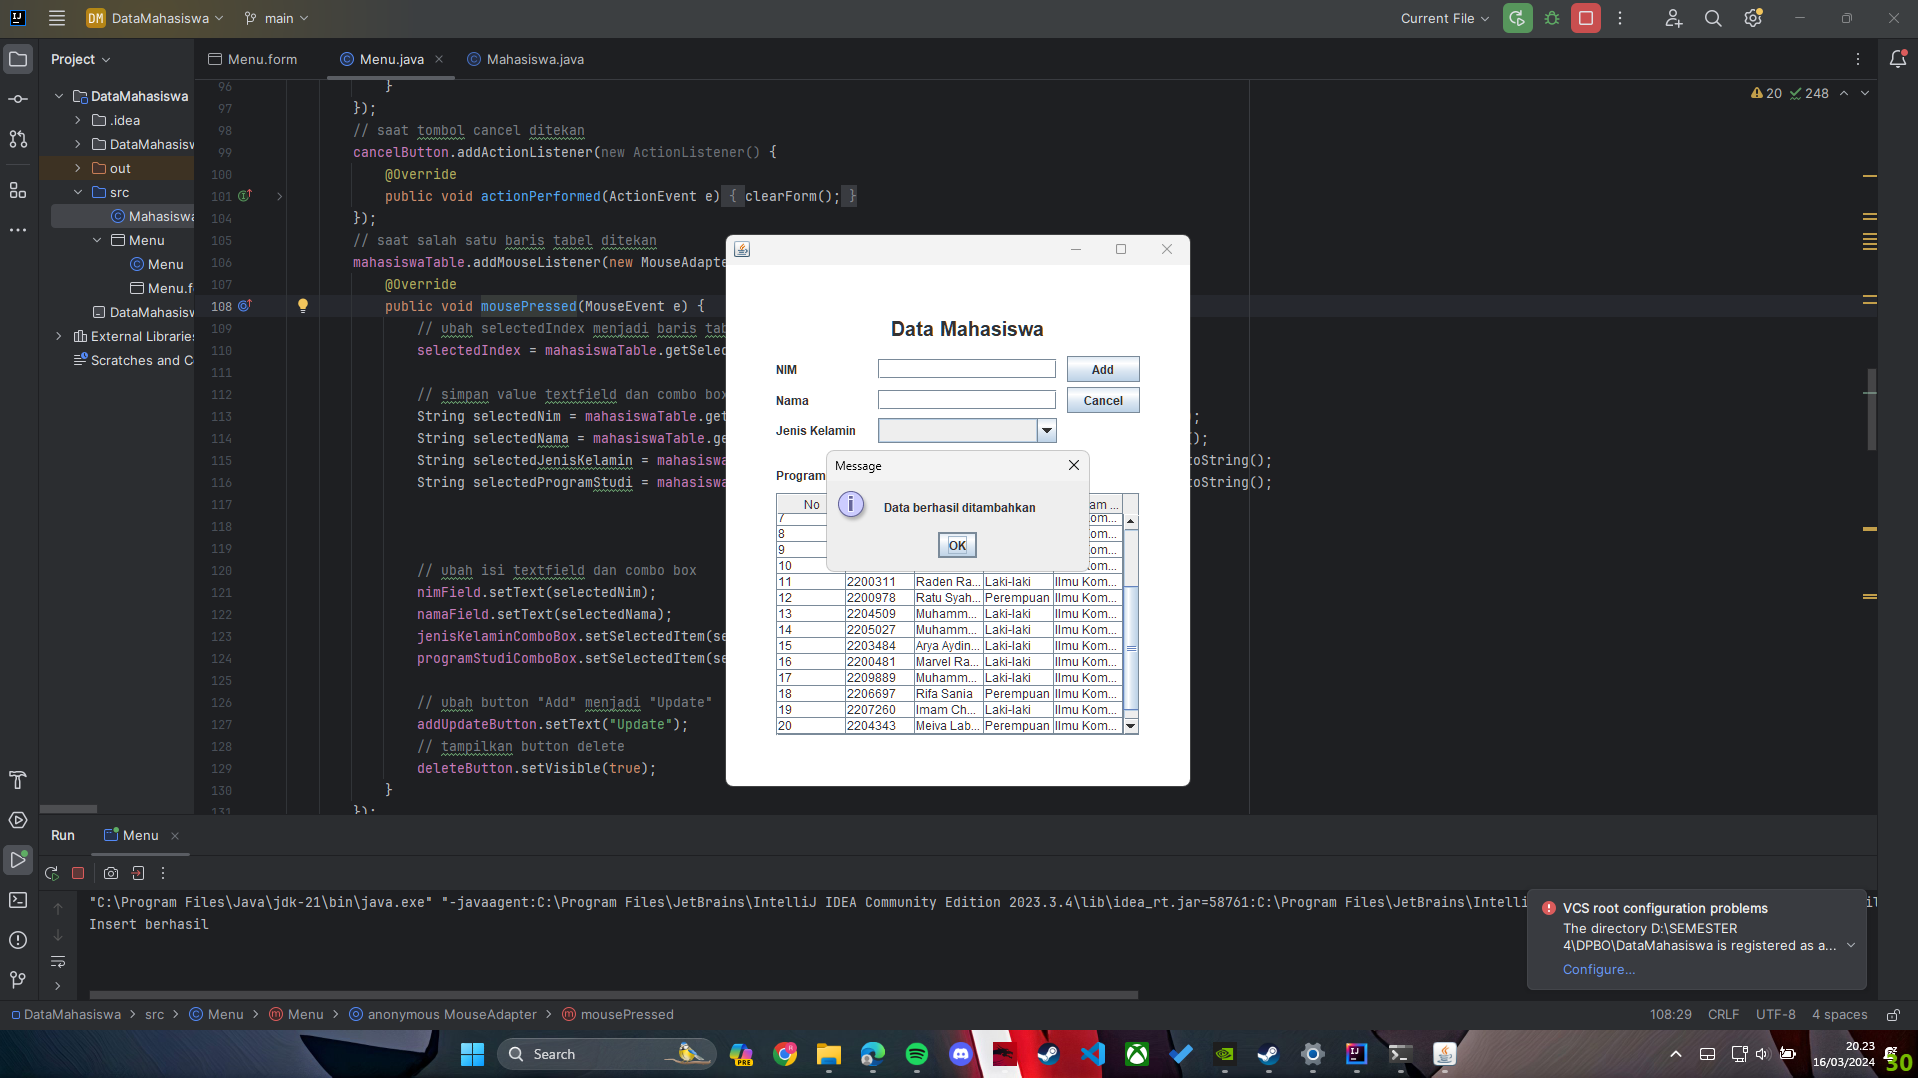 DM DataMahasiswa main Current File
Project
Menu.form Menu.java Mahasiswa.java
DataMahasiswa
.idea
DataMahasisw
out
src
Mahasiswa
Menu
Menu
Menu.f
DataMahasisw
External Libraries
Scratches and C
20 248
96 }
97 });
98 // saat tombol cancel ditekan
99 cancelButton.addActionListener(new ActionListener() {
100 @Override
101 public void actionPerformed(ActionEvent e) { clearForm(); }
104 });
105 // saat salah satu baris tabel ditekan
106 mahasiswaTable.addMouseListener(new MouseAdapte
107 @Override
108 public void mousePressed(MouseEvent e) {
109 // ubah selectedIndex menjadi baris tab
110 selectedIndex = mahasiswaTable.getSelec
111
112 // simpan value textfield dan combo box
113 String selectedNim = mahasiswaTable.get );
114 String selectedNama = mahasiswaTable.ge ();
115 String selectedJenisKelamin = mahasiswa toString();
116 String selectedProgramStudi = mahasiswa toString();
117
118
119
120 // ubah isi textfield dan combo box
121 nimField.setText(selectedNim);
122 namaField.setText(selectedNama);
123 jenisKelaminComboBox.setSelectedItem(se
124 programStudiComboBox.setSelectedItem(se
125
126 // ubah button "Add" menjadi "Update"
127 addUpdateButton.setText("Update");
128 // tampilkan button delete
129 deleteButton.setVisible(true);
130 }
131 });
Data Mahasiswa
NIM Add
Nama Cancel
Jenis Kelamin
Program
Message
Data berhasil ditambahkan
OK
No am ...
7 om...
8 om...
9 om...
10 om...
11 2200311 Raden Ra... Laki-laki Ilmu Kom...
12 2200978 Ratu Syah... Perempuan Ilmu Kom...
13 2204509 Muhamm... Laki-laki Ilmu Kom...
14 2205027 Muhamm... Laki-laki Ilmu Kom...
15 2203484 Arya Aydin... Laki-laki Ilmu Kom...
16 2200481 Marvel Ra... Laki-laki Ilmu Kom...
17 2209889 Muhamm... Laki-laki Ilmu Kom...
18 2206697 Rifa Sania Perempuan Ilmu Kom...
19 2207260 Imam Ch... Laki-laki Ilmu Kom...
20 2204343 Meiva Lab... Perempuan Ilmu Kom...
Run Menu
"C:\Program Files\Java\jdk-21\bin\java.exe" "-javaagent:C:\Program Files\JetBrains\IntelliJ IDEA Community Edition 2023.3.4\lib\idea_rt.jar=58761:C:\Program Files\JetBrains\Intelli
Insert berhasil
VCS root configuration problems
The directory D:\SEMESTER
4\DPBO\DataMahasiswa is registered as a...
Configure...
DataMahasiswa > src > Menu > Menu > anonymous MouseAdapter > mousePressed 108:29 CRLF UTF-8 4 spaces
Search
PRE
20.23
16/03/2024
30